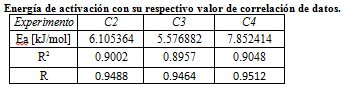 Energía de activación con su respectivo valor de correlación de datos.
Experimento C2 C3 C4
Ea [kJ/mol] 6.105364 5.576882 7.852414
R² 0.9002 0.8957 0.9048
R 0.9488 0.9464 0.9512